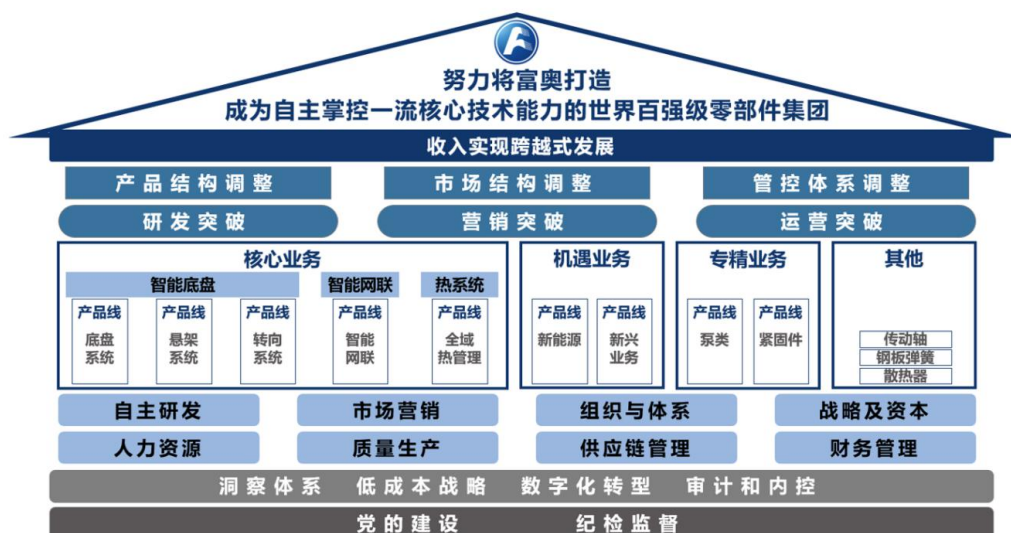 努力将富奥打造
成为自主掌控一流核心技术能力的世界百强级零部件集团
收入实现跨越式发展
产品结构调整
市场结构调整
管控体系调整
研发突破
营销突破
运营突破
核心业务
智能底盘
智能网联
热系统
产品线
底盘
系统
产品线
悬架
系统
产品线
转向
系统
产品线
智能
网联
产品线
全域
热管理
机遇业务
产品线
新能源
产品线
新兴
业务
专精业务
产品线
泵类
产品线
紧固件
其他
传动轴
钢板弹簧
散热器
自主研发
市场营销
组织与体系
战略及资本
人力资源
质量生产
供应链管理
财务管理
洞察体系 低成本战略 数字化转型 审计和内控
党的建设 纪检监督